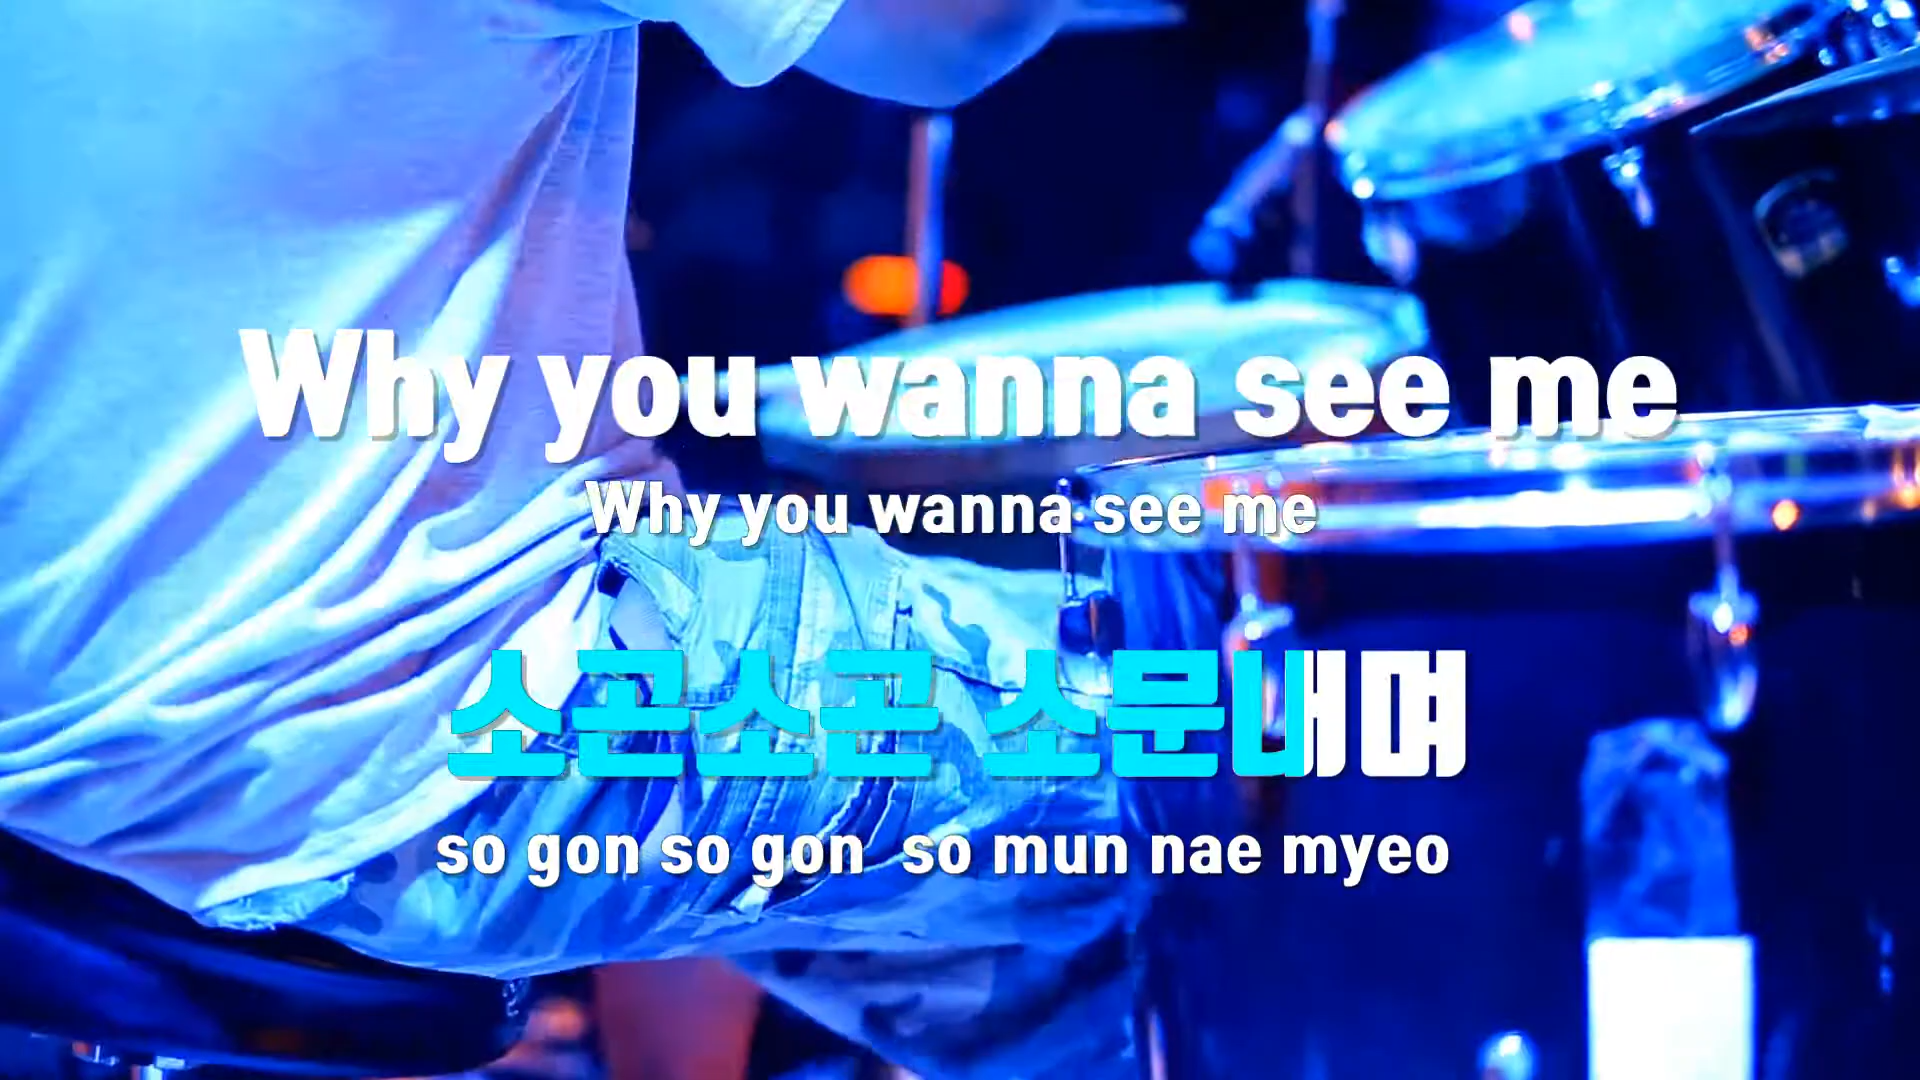 Why you wanna see me
Why you wanna see me
소곤소곤 소문내며
so gon so gon so mun nae myeo